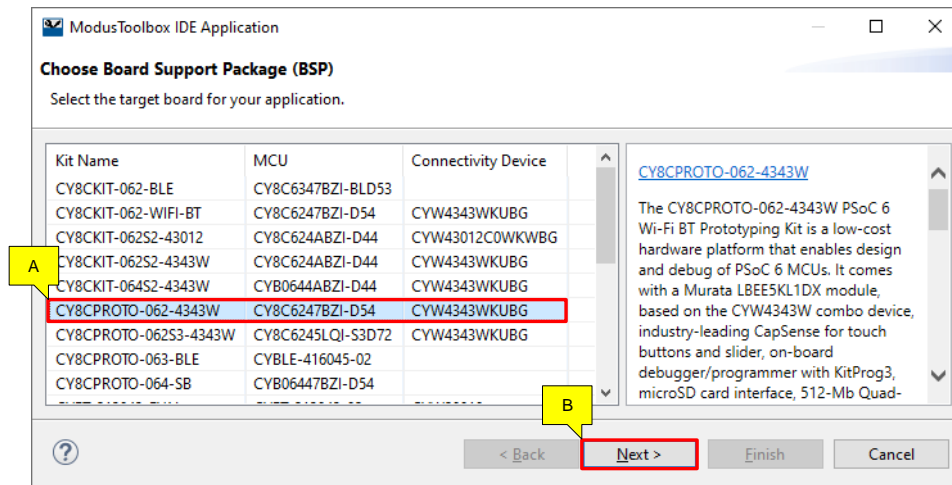 ModusToolbox IDE Application
Choose Board Support Package (BSP)
Select the target board for your application.
Kit Name MCU Connectivity Device
CY8CKIT-062-BLE CY8C6347BZI-BLD53
CY8CKIT-062-WIFI-BT CY8C6247BZI-D54 CYW4343WKUBG
CY8CKIT-062S2-43012 CY8C624ABZI-D44 CYW43012C0WKWBG
CY8CKIT-062S2-4343W CY8C624ABZI-D44 CYW4343WKUBG
CY8CKIT-064S2-4343W CYB0644ABZI-D44 CYW4343WKUBG
A
CY8CPROTO-062-4343W CY8C6247BZI-D54 CYW4343WKUBG
CY8CPROTO-062S3-4343W CY8C6245LQI-S3D72 CYW4343WKUBG
CY8CPROTO-063-BLE CYBLE-416045-02
CY8CPROTO-064-SB CYB06447BZI-D54
CY8CPROTO-062-4343W
The CY8CPROTO-062-4343W PSoC 6
Wi-Fi BT Prototyping Kit is a low-cost
hardware platform that enables design
and debug of PSoC 6 MCUs. It comes
with a Murata LBEE5KL1DX module,
based on the CYW4343W combo device,
industry-leading CapSense for touch
buttons and slider, on-board
debugger/programmer with KitProg3,
microSD card interface, 512-Mb Quad-
B
? < Back Next > Finish Cancel